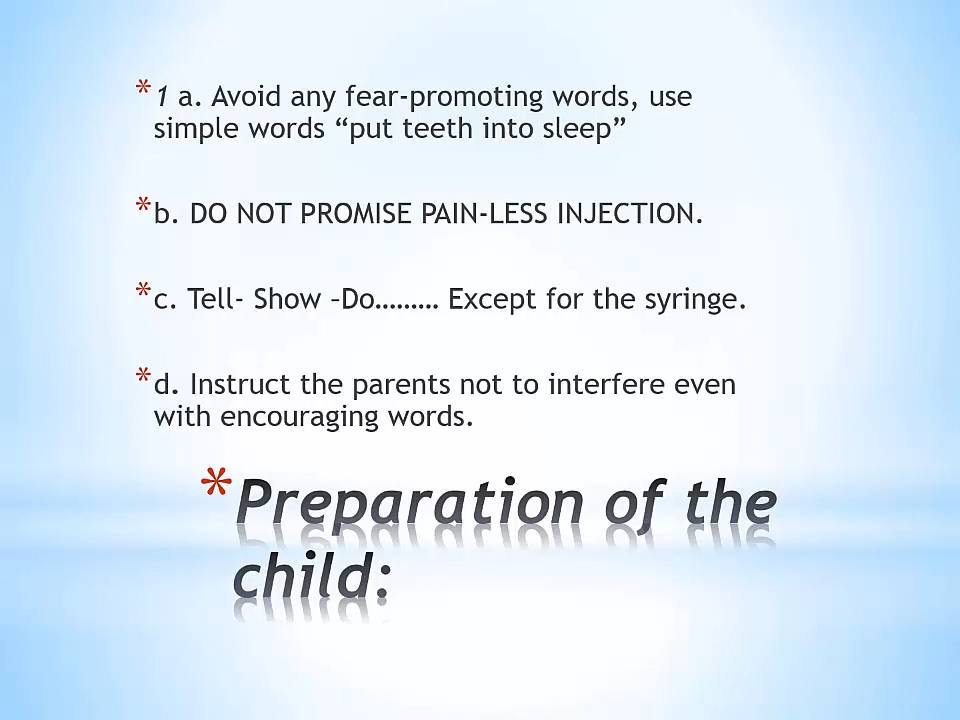 *1 a. Avoid any fear-promoting words, use
simple words “put teeth into sleep”
*b. DO NOT PROMISE PAIN-LESS INJECTION.
*c. Tell- Show –Do……… Except for the syringe.
*d. Instruct the parents not to interfere even
with encouraging words.
*Preparation of the
child: